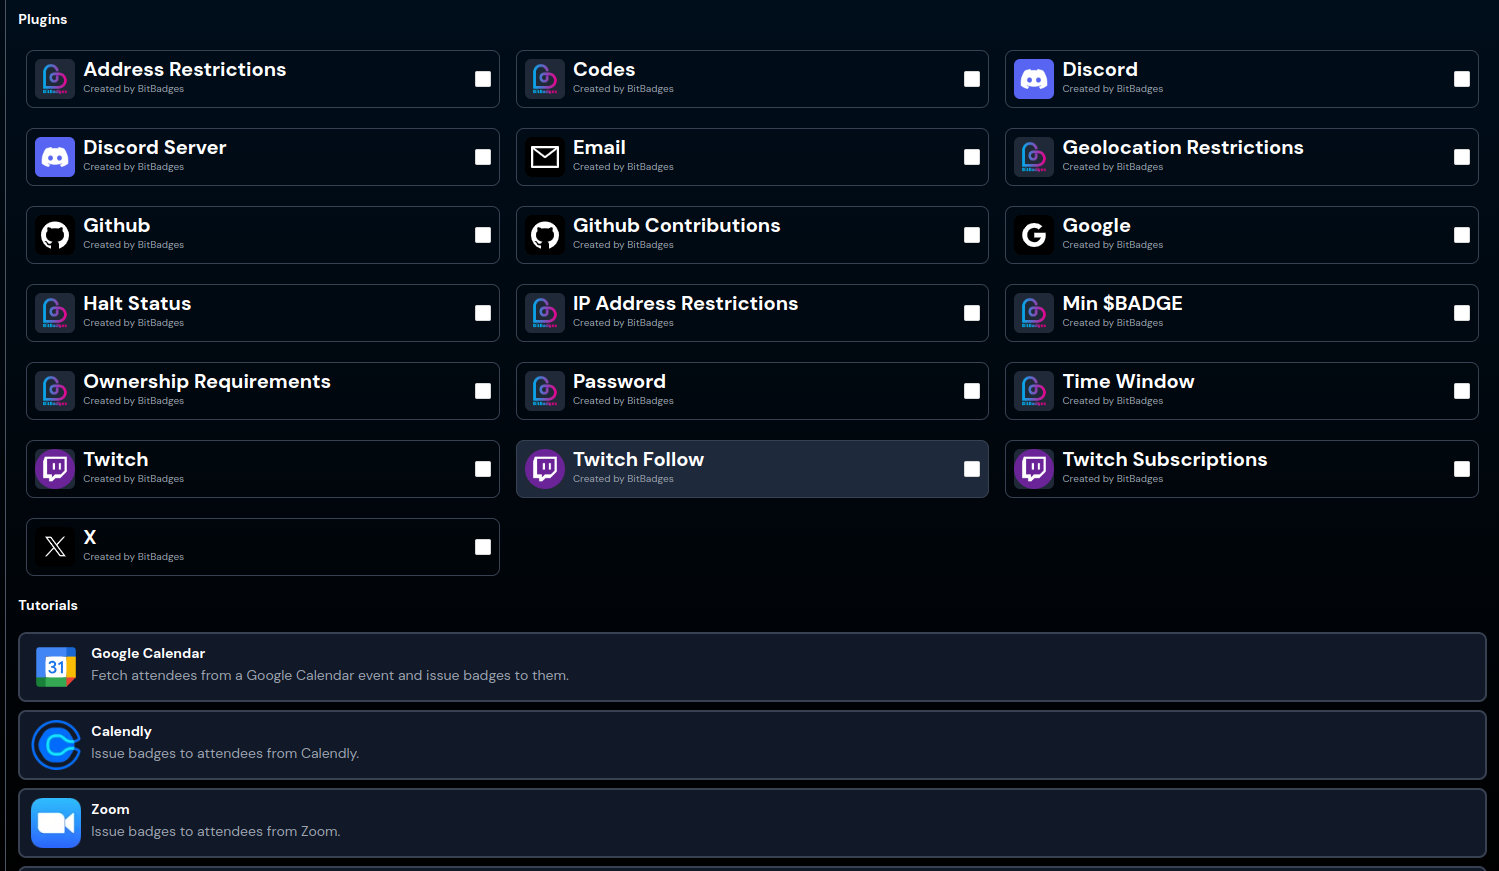 Plugins
Address Restrictions
Created by BitBadges
Codes
Created by BitBadges
Discord
Created by BitBadges
Discord Server
Created by BitBadges
Email
Created by BitBadges
Geolocation Restrictions
Created by BitBadges
Github
Created by BitBadges
Github Contributions
Created by BitBadges
Google
Created by BitBadges
Halt Status
Created by BitBadges
IP Address Restrictions
Created by BitBadges
Min $BADGE
Created by BitBadges
Ownership Requirements
Created by BitBadges
Password
Created by BitBadges
Time Window
Created by BitBadges
Twitch
Created by BitBadges
Twitch Follow
Created by BitBadges
Twitch Subscriptions
Created by BitBadges
X
Created by BitBadges
Tutorials
31
Google Calendar
Fetch attendees from a Google Calendar event and issue badges to them.
Calendly
Issue badges to attendees from Calendly.
Zoom
Issue badges to attendees from Zoom.